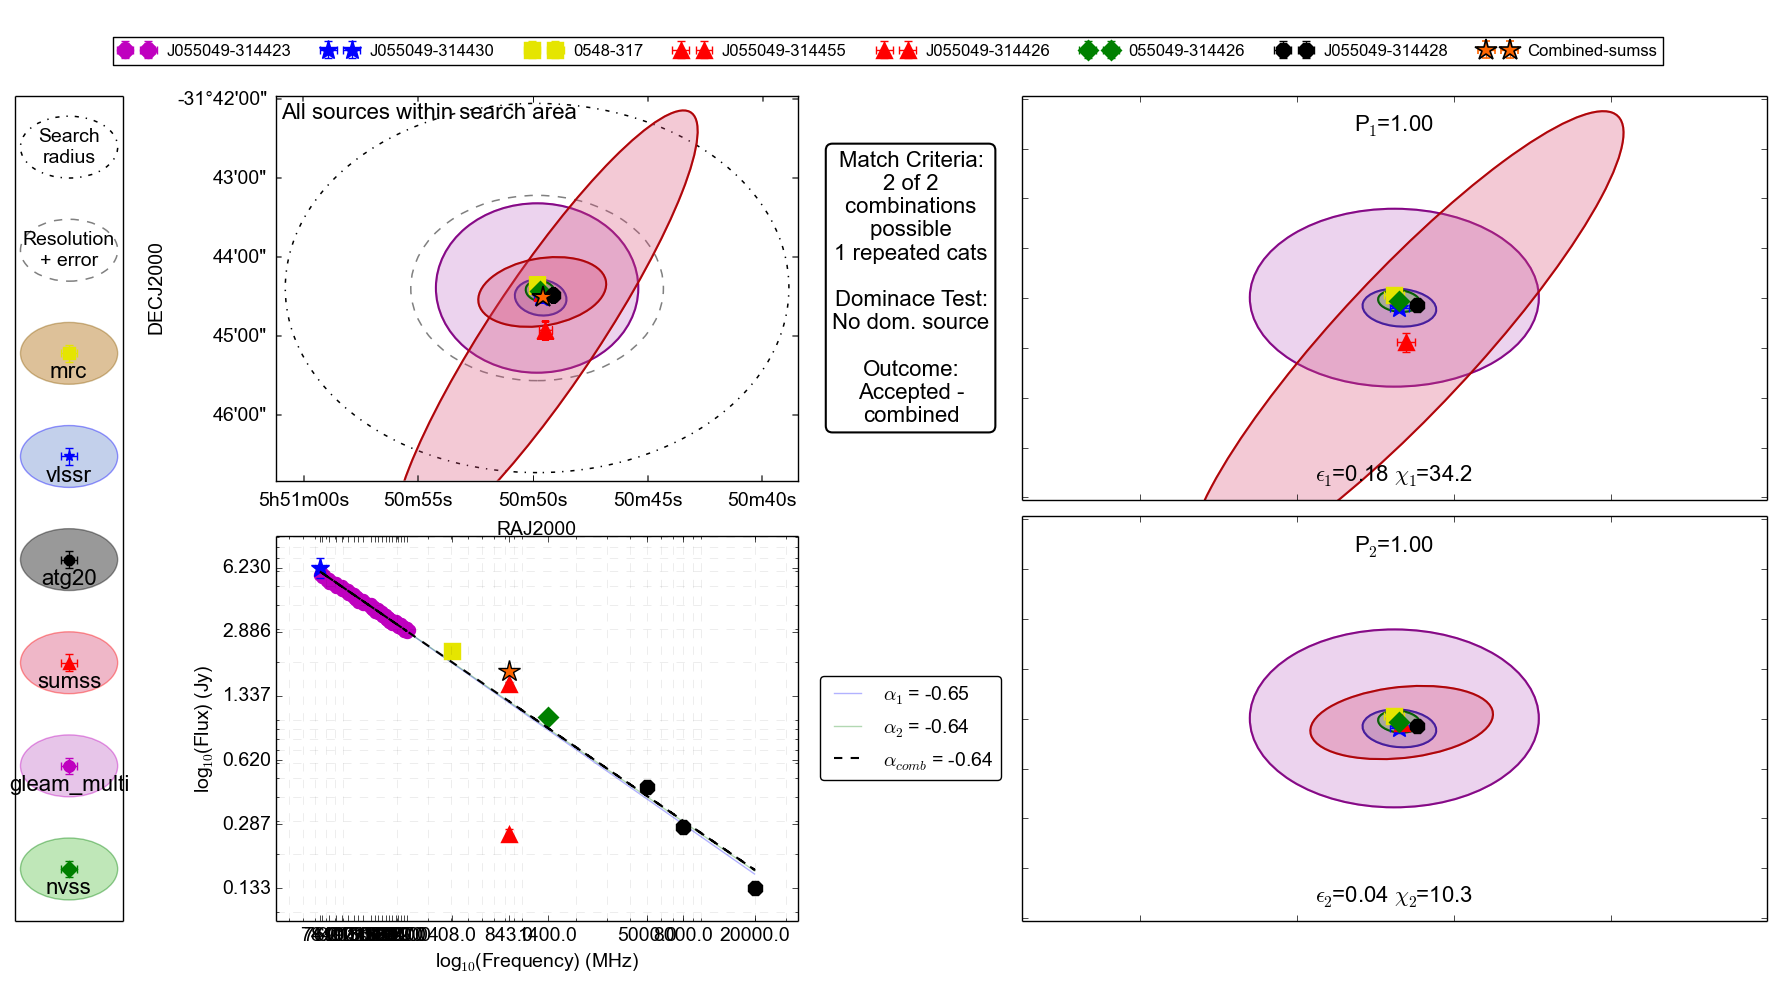 J055049-314423
J055049-314430
0548-317
J055049-314455
J055049-314426
055049-314426
J055049-314428
Combined-sumss
Search
radius
Resolution
+ error
mrc
vlssr
atg20
sumss
gleam_multi
nvss
All sources within search area
DECJ2000
-31°42'00"
43'00"
44'00"
45'00"
46'00"
5h51m00s
50m55s
50m50s
50m45s
50m40s
RAJ2000
Match Criteria:
2 of 2
combinations
possible
1 repeated cats
Dominace Test:
No dom. source
Outcome:
Accepted -
combined
P1=1.00
ϵ1=0.18 χ1=34.2
log10(Flux) (Jy)
6.230
2.886
1.337
0.620
0.287
0.133
408.0
843.0
1400.0
5000.0
8000.0
20000.0
log10(Frequency) (MHz)
α1 = -0.65
α2 = -0.64
αcomb = -0.64
P2=1.00
ϵ2=0.04 χ2=10.3